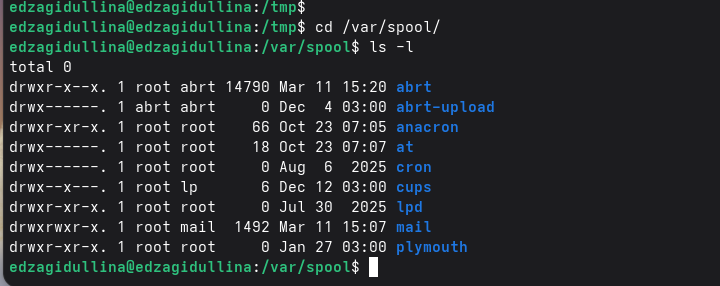 edzagidullina@edzagidullina:/tmp$
edzagidullina@edzagidullina:/tmp$ cd /var/spool/
edzagidullina@edzagidullina:/var/spool$ ls -l
total 0
drwxr-x--x. 1 root abrt 14790 Mar 11 15:20 abrt
drwx------. 1 abrt abrt     0 Dec  4 03:00 abrt-upload
drwxr-xr-x. 1 root root    66 Oct 23 07:05 anacron
drwx------. 1 root root    18 Oct 23 07:07 at
drwx------. 1 root root     0 Aug  6  2025 cron
drwx--x---. 1 root lp       6 Dec 12 03:00 cups
drwxr-xr-x. 1 root root     0 Jul 30  2025 lpd
drwxrwxr-x. 1 root mail  1492 Mar 11 15:07 mail
drwxr-xr-x. 1 root root     0 Jan 27 03:00 plymouth
edzagidullina@edzagidullina:/var/spool$